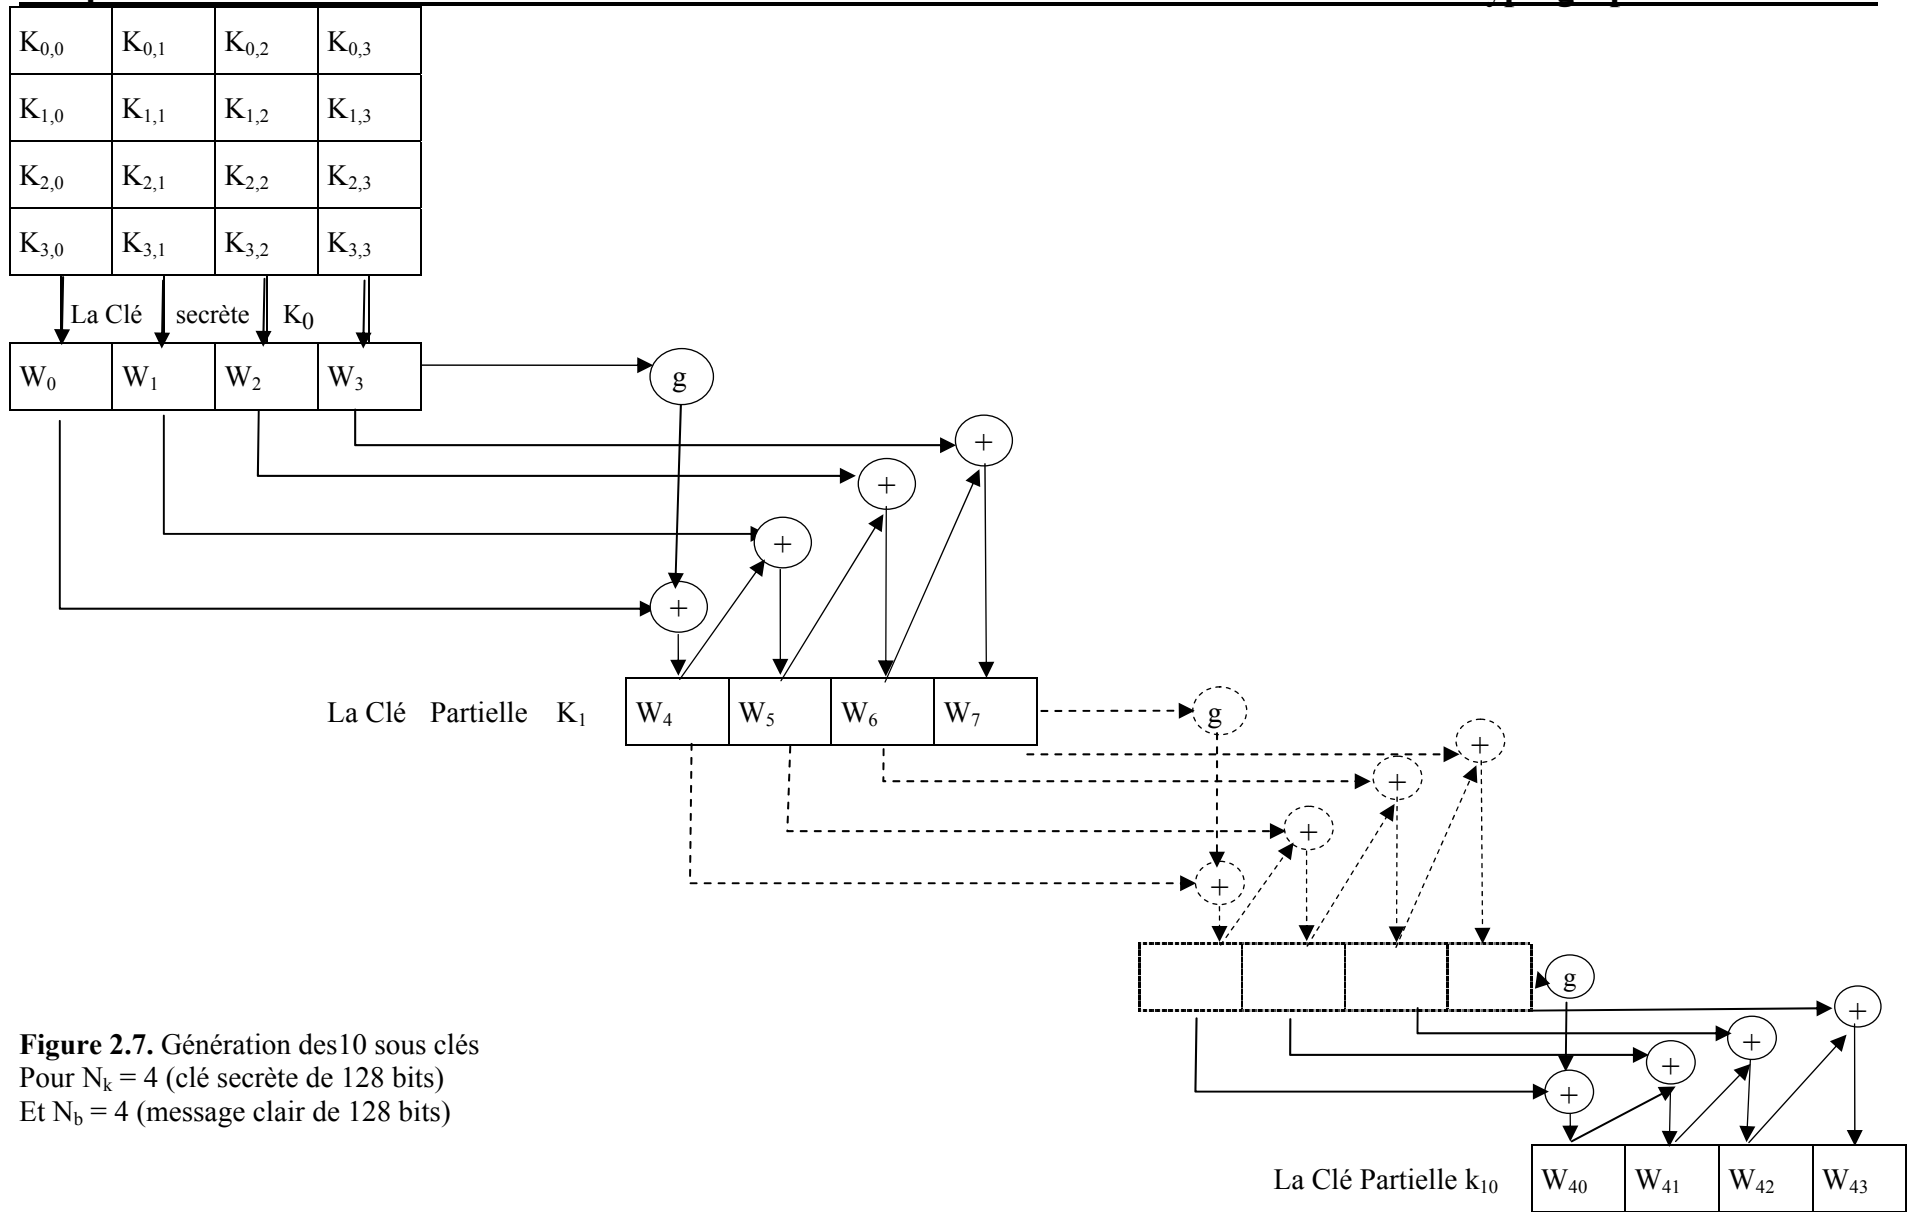 K0,0 K0,1 K0,2 K0,3
K1,0 K1,1 K1,2 K1,3
K2,0 K2,1 K2,2 K2,3
K3,0 K3,1 K3,2 K3,3
La Clé secrète K0
W0 W1 W2 W3
g
+
+
+
+
La Clé Partielle K1
W4 W5 W6 W7
g
+
+
+
+
g
+
+
+
+
Figure 2.7. Génération des10 sous clés
Pour Nk = 4 (clé secrète de 128 bits)
Et Nb = 4 (message clair de 128 bits)
La Clé Partielle k10
W40 W41 W42 W43